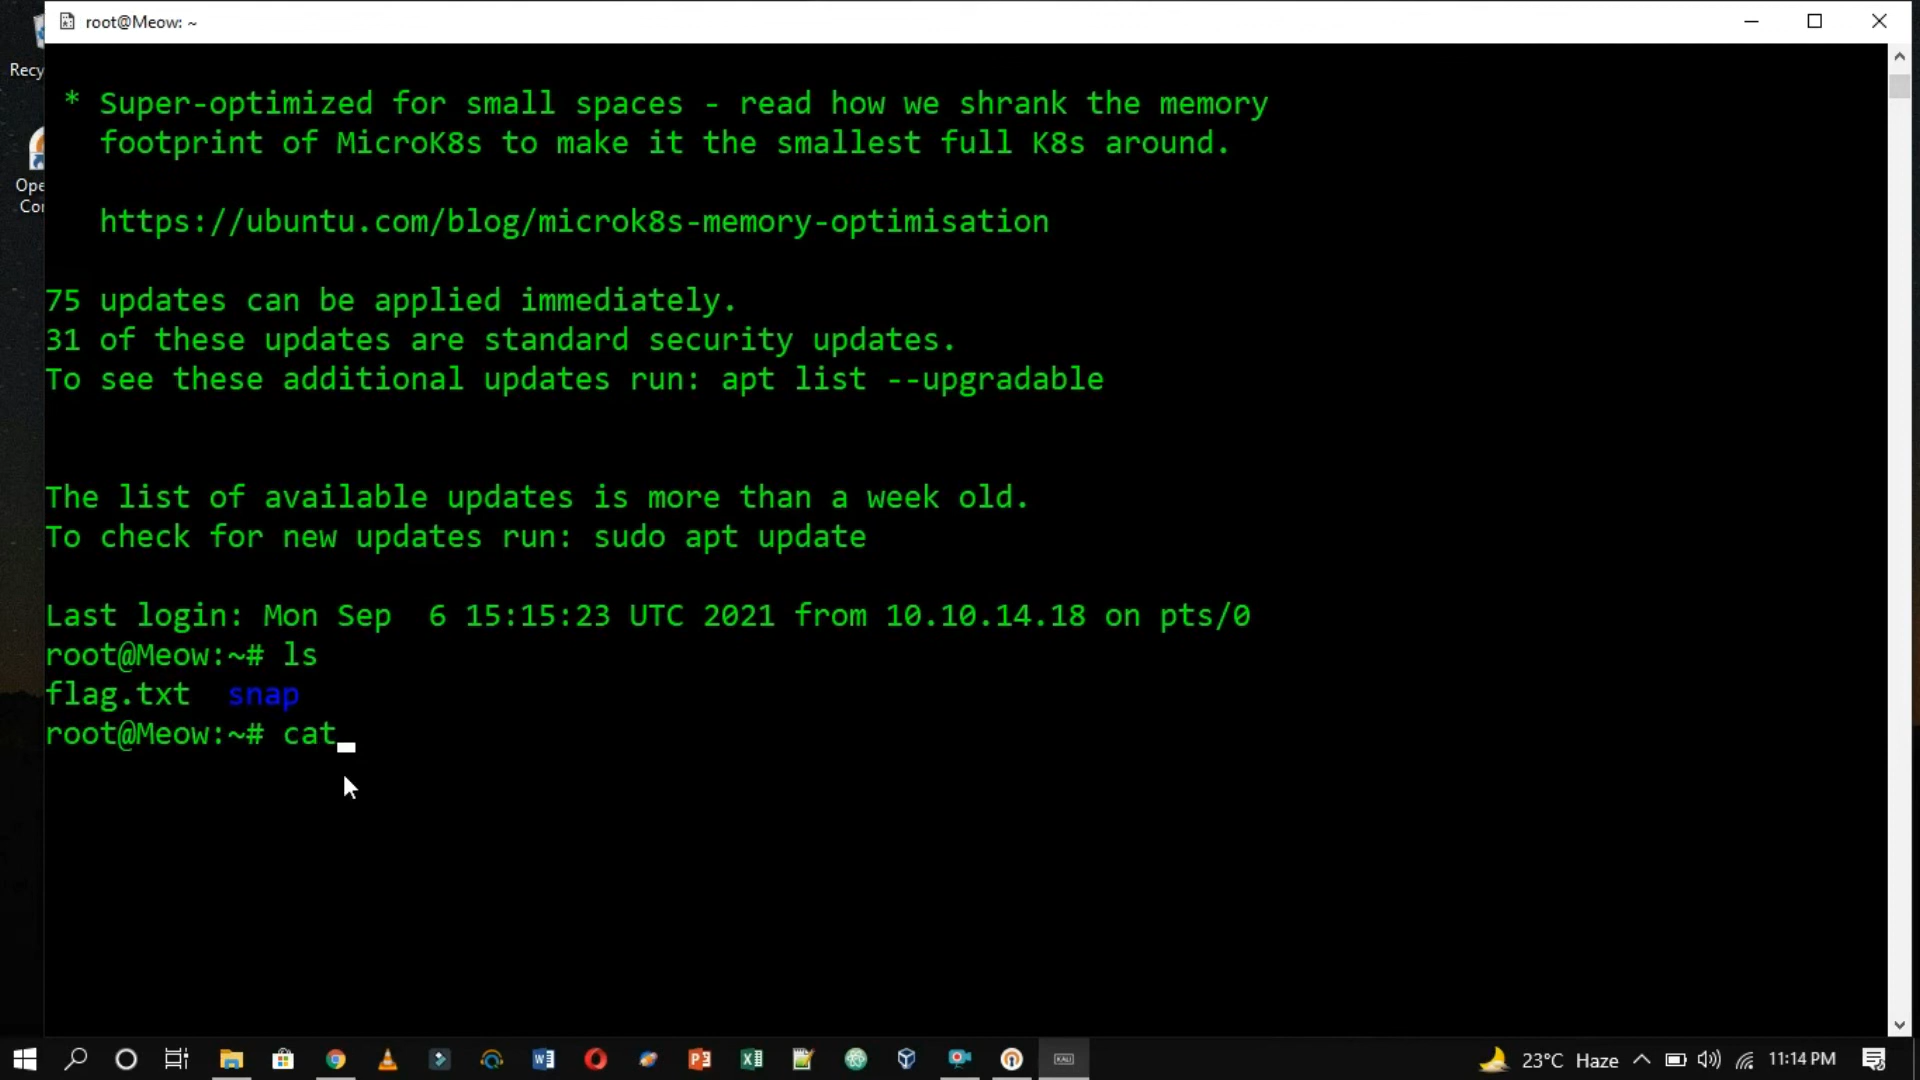 root@Meow: ~
Recy
* Super-optimized for small spaces - read how we shrank the memory
footprint of MicroK8s to make it the smallest full K8s around.
https://ubuntu.com/blog/microk8s-memory-optimisation
75 updates can be applied immediately.
31 of these updates are standard security updates.
To see these additional updates run: apt list --upgradable
Ope
Cor
The list of available updates is more than a week old.
To check for new updates run: sudo apt update
Last login: Mon Sep  6 15:15:23 UTC 2021 from 10.10.14.18 on pts/0
root@Meow:~# ls
flag.txt  snap
root@Meow:~# cat
23°C Haze 11:14 PM